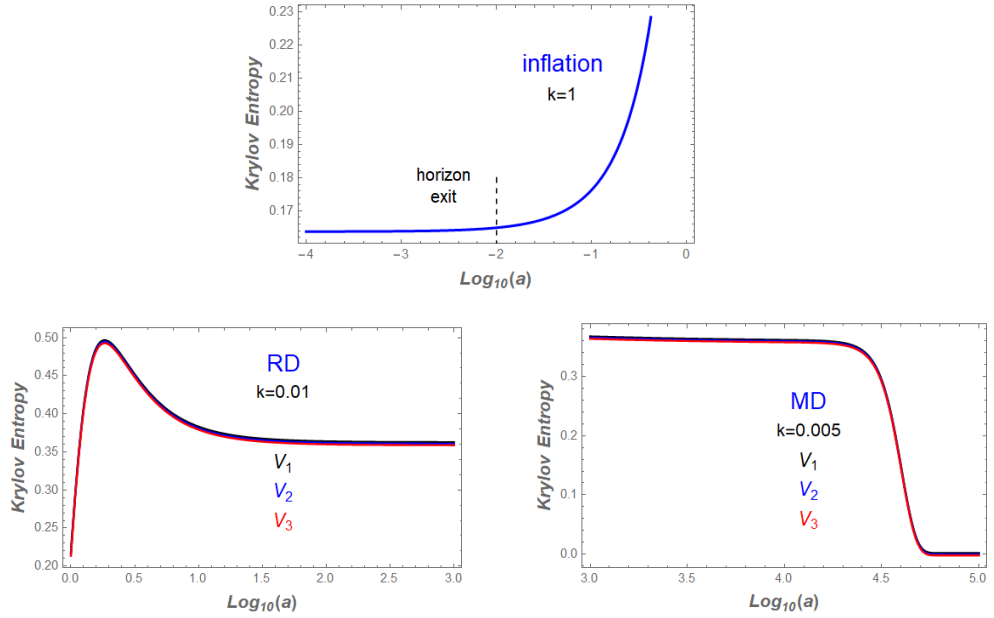 0.23
0.22
0.21
0.20
0.19
0.18
0.17
Krylov Entropy
inflation
k=1
horizon
exit
−4
−3
−2
−1
0
Log₁₀(a)
0.50
0.45
0.40
0.35
0.30
0.25
0.20
Krylov Entropy
RD
k=0.01
V₁
V₂
V₃
0.0
0.5
1.0
1.5
2.0
2.5
3.0
Log₁₀(a)
0.3
0.2
0.1
0.0
Krylov Entropy
MD
k=0.005
V₁
V₂
V₃
3.0
3.5
4.0
4.5
5.0
Log₁₀(a)